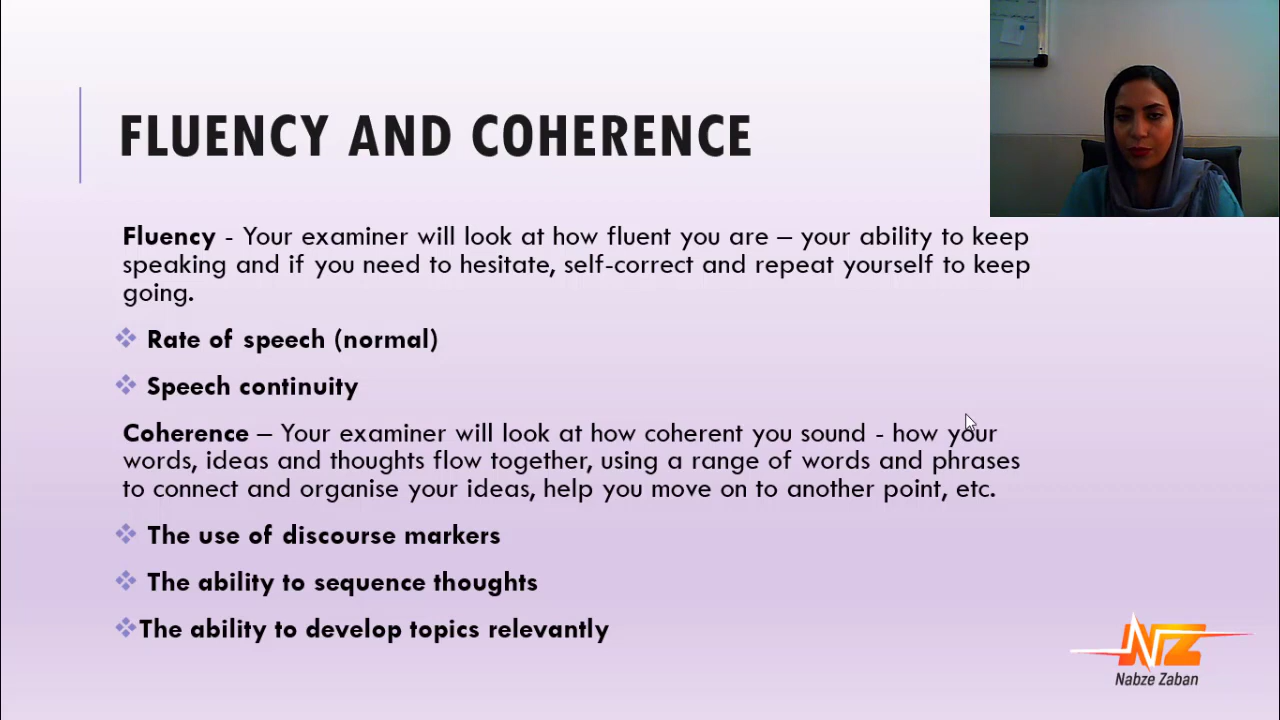 FLUENCY AND COHERENCE
Fluency - Your examiner will look at how fluent you are – your ability to keep
speaking and if you need to hesitate, self-correct and repeat yourself to keep
going.
Rate of speech (normal)
Speech continuity
Coherence – Your examiner will look at how coherent you sound - how your
words, ideas and thoughts flow together, using a range of words and phrases
to connect and organise your ideas, help you move on to another point, etc.
The use of discourse markers
The ability to sequence thoughts
The ability to develop topics relevantly
NZ
Nabze Zaban